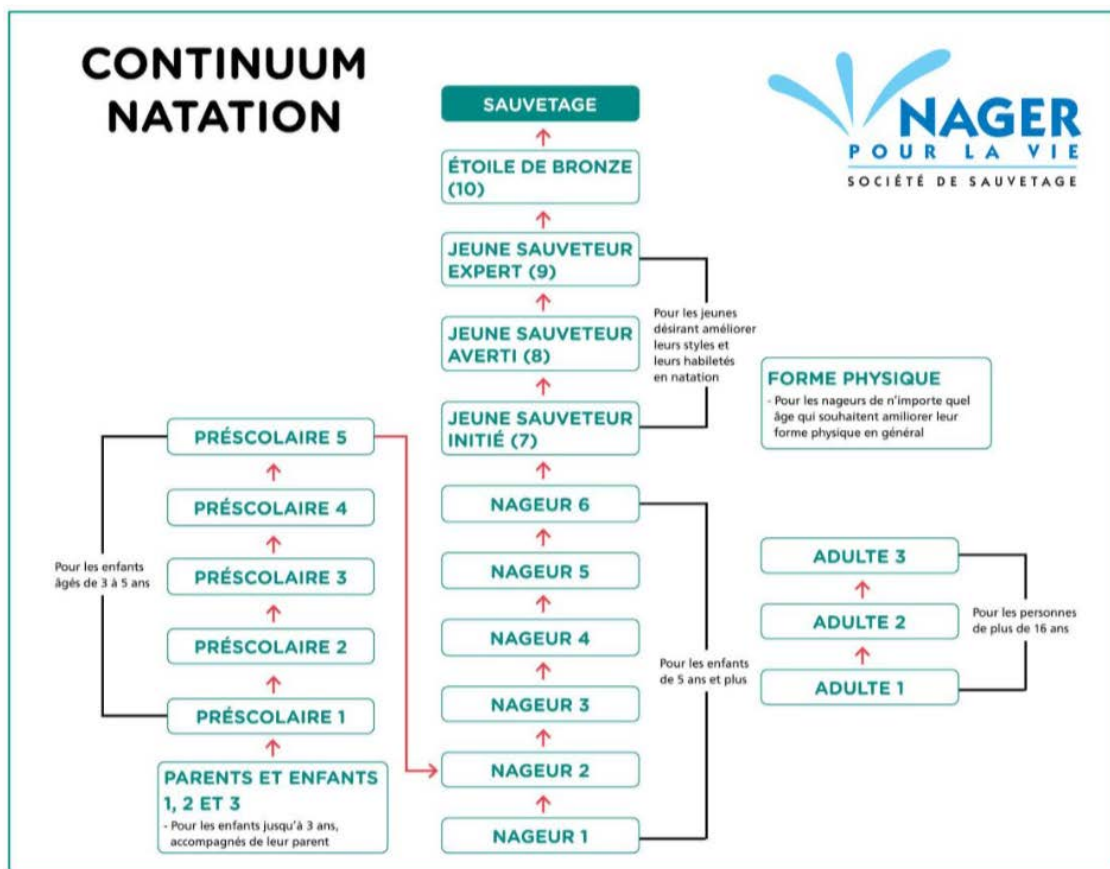 CONTINUUM
NATATION
NAGER
POUR LA VIE
SOCIÉTÉ DE SAUVETAGE
SAUVETAGE
ÉTOILE DE BRONZE
(10)
JEUNE SAUVETEUR
EXPERT (9)
JEUNE SAUVETEUR
AVERTI (8)
JEUNE SAUVETEUR
INITIÉ (7)
Pour les jeunes
désirant améliorer
leurs styles et
leurs habiletés
en natation
FORME PHYSIQUE
- Pour les nageurs de n'importe quel
âge qui souhaitent améliorer leur
forme physique en général
PRÉSCOLAIRE 5
PRÉSCOLAIRE 4
PRÉSCOLAIRE 3
PRÉSCOLAIRE 2
PRÉSCOLAIRE 1
Pour les enfants
âgés de 3 à 5 ans
PARENTS ET ENFANTS
1, 2 ET 3
- Pour les enfants jusqu'à 3 ans,
accompagnés de leur parent
NAGEUR 6
NAGEUR 5
NAGEUR 4
NAGEUR 3
NAGEUR 2
NAGEUR 1
Pour les enfants
de 5 ans et plus
ADULTE 3
ADULTE 2
ADULTE 1
Pour les personnes
de plus de 16 ans